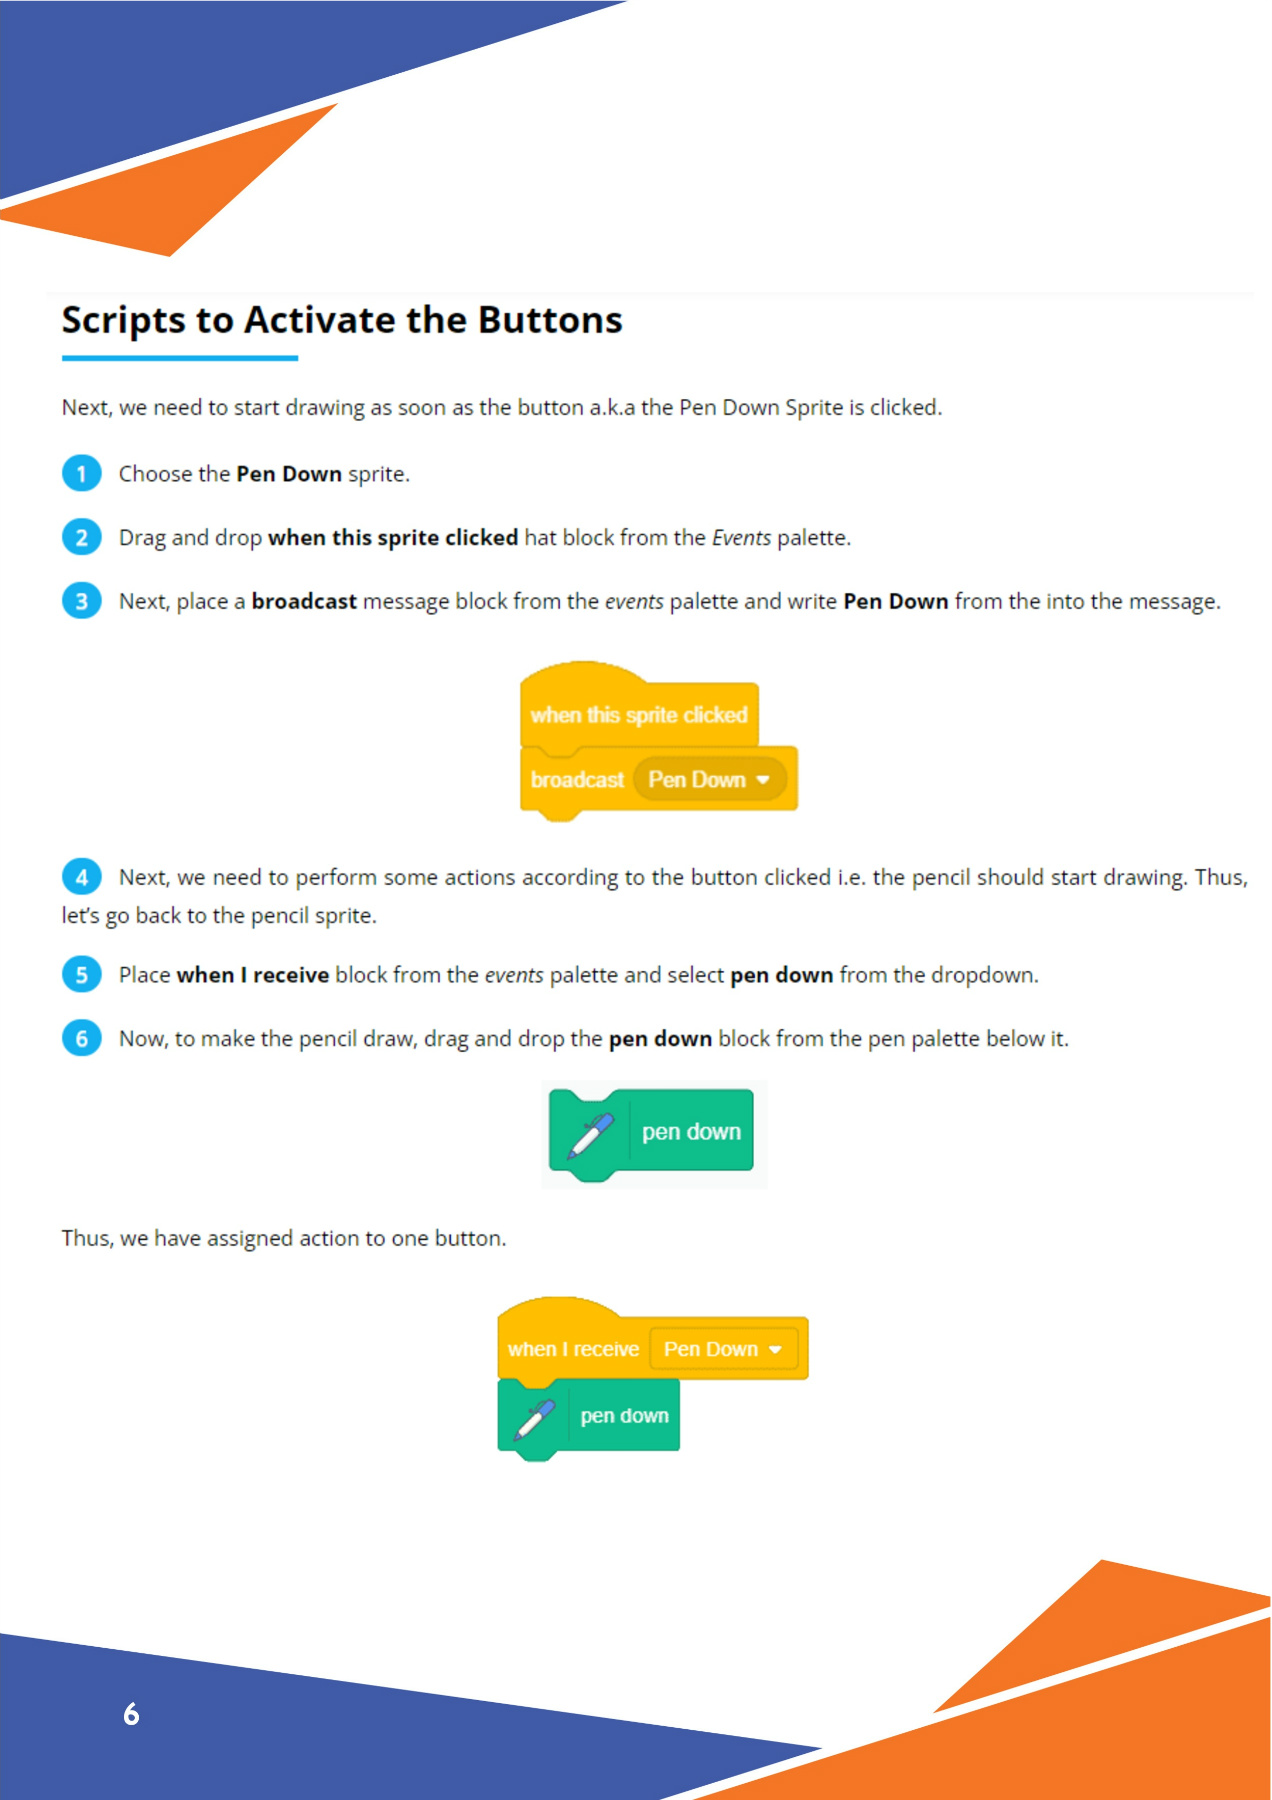 Scripts to Activate the Buttons
Next, we need to start drawing as soon as the button a.k.a the Pen Down Sprite is clicked.
1 Choose the Pen Down sprite.
2 Drag and drop when this sprite clicked hat block from the Events palette.
3 Next, place a broadcast message block from the events palette and write Pen Down from the into the message.
when this sprite clicked
broadcast Pen Down
4 Next, we need to perform some actions according to the button clicked i.e. the pencil should start drawing. Thus,
let's go back to the pencil sprite.
5 Place when I receive block from the events palette and select pen down from the dropdown.
6 Now, to make the pencil draw, drag and drop the pen down block from the pen palette below it.
pen down
Thus, we have assigned action to one button.
when I receive Pen Down
pen down
6